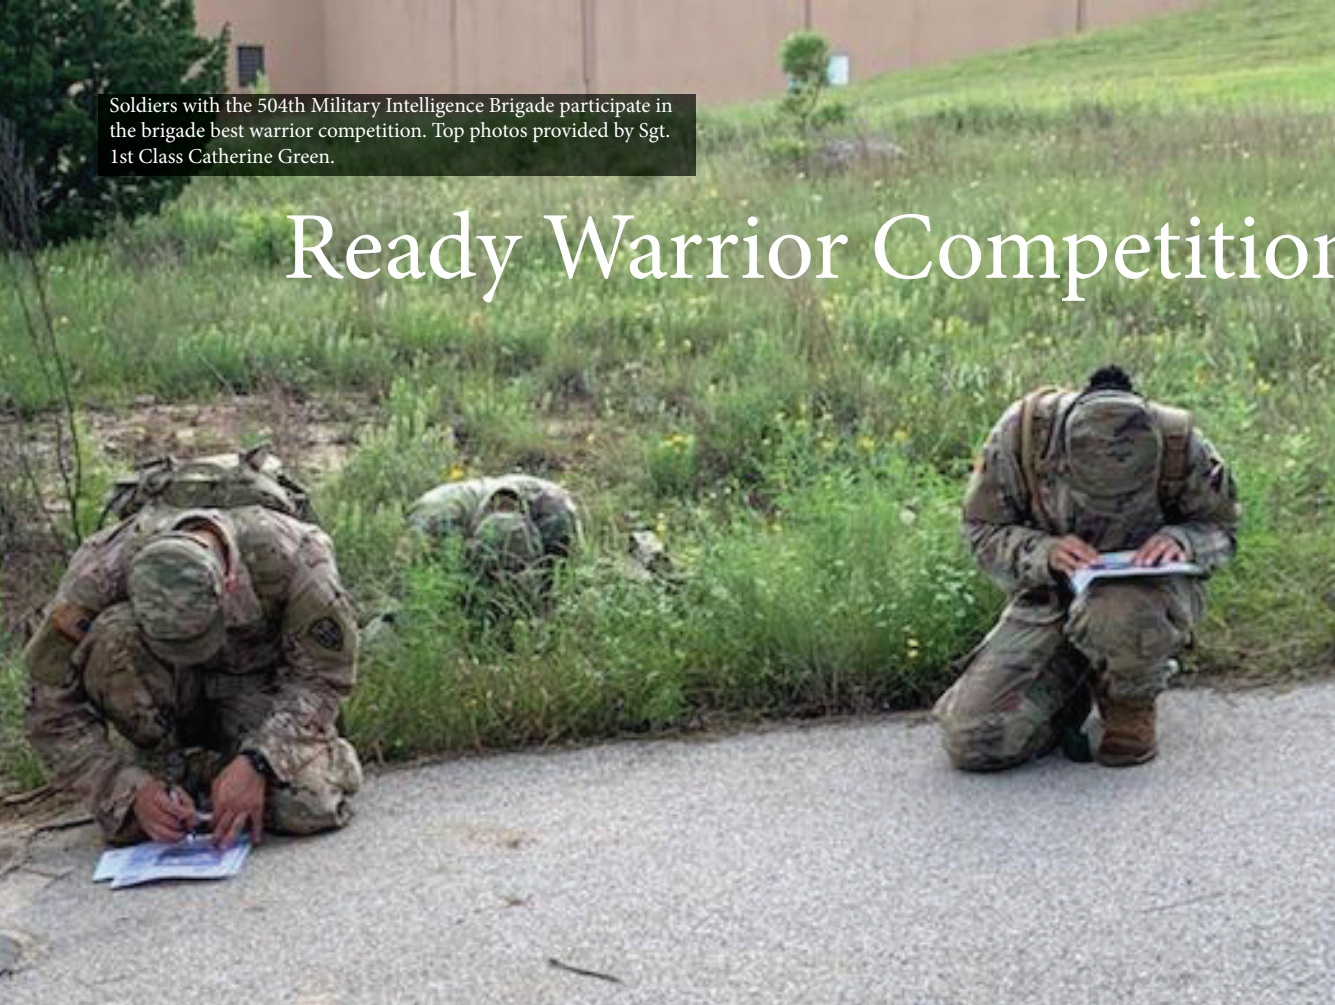 Soldiers with the 504th Military Intelligence Brigade participate in
the brigade best warrior competition. Top photos provided by Sgt.
1st Class Catherine Green.
Ready Warrior Competition